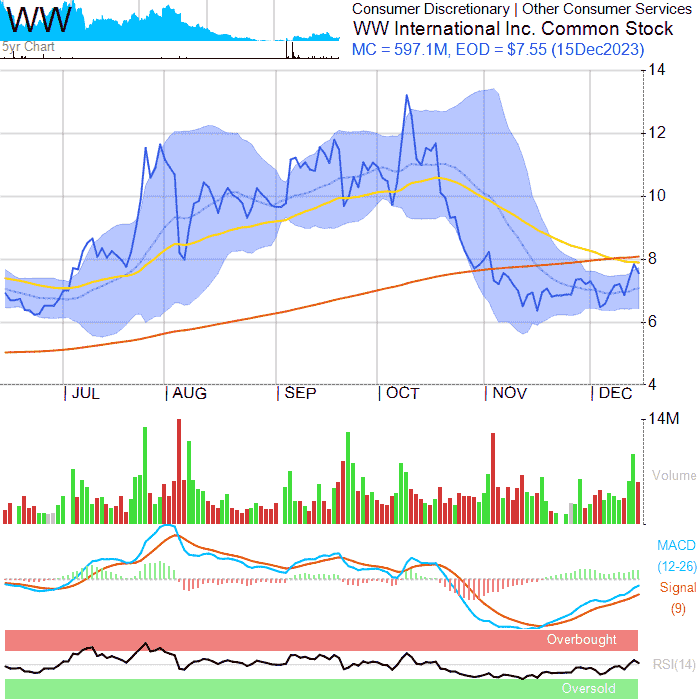 WW
5yr Chart
Consumer Discretionary | Other Consumer Services
WW International Inc. Common Stock
MC = 597.1M, EOD = $7.55 (15Dec2023)
14
12
10
8
6
4
JUL
AUG
SEP
OCT
NOV
DEC
14M
Volume
MACD
(12-26)
Signal
(9)
Overbought
RSI(14)
Oversold